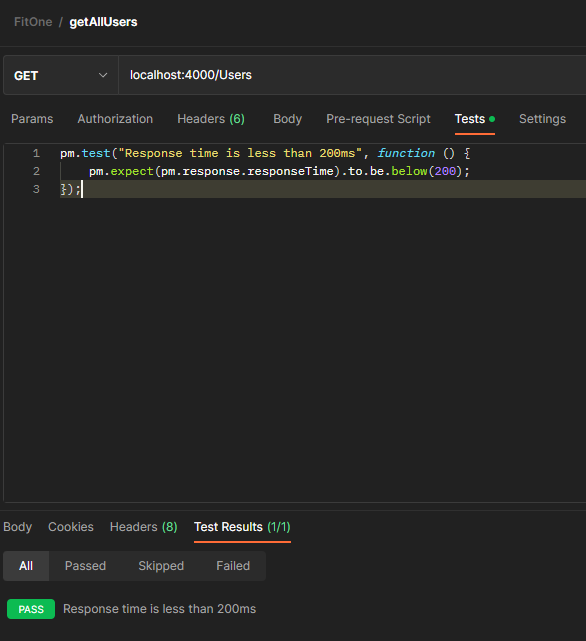 FitOne / getAllUsers
GET localhost:4000/Users
Params Authorization Headers (6) Body Pre-request Script Tests Settings
1 pm.test("Response time is less than 200ms", function () {
2 pm.expect(pm.response.responseTime).to.be.below(200);
3 });
Body Cookies Headers (8) Test Results (1/1)
All Passed Skipped Failed
PASS Response time is less than 200ms